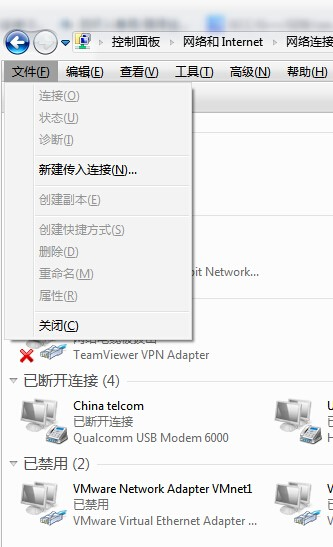 控制面板 ▸ 网络和 Internet ▸ 网络连接
文件(F) 编辑(E) 查看(V) 工具(T) 高级(N) 帮助(H)
连接(O)
状态(U)
诊断(I)
新建传入连接(N)...
创建副本(E)
创建快捷方式(S)
删除(D)
重命名(M)
属性(R)
bit Network...
关闭(C)
TeamViewer VPN Adapter
已断开连接 (4)
China telcom
已断开连接
Qualcomm USB Modem 6000
已禁用 (2)
VMware Network Adapter VMnet1
已禁用
VMware Virtual Ethernet Adapter ...